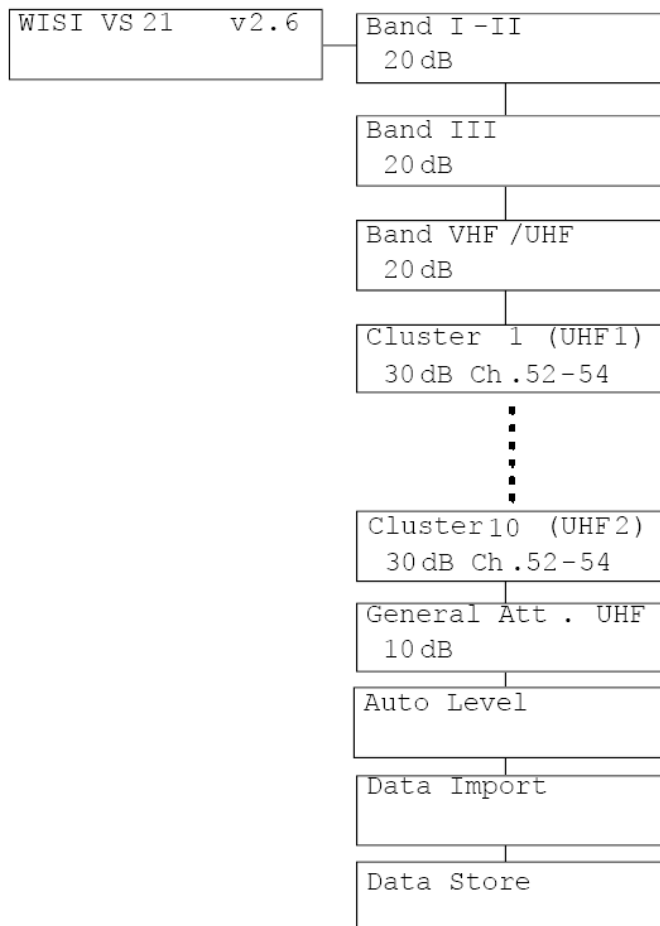 WISI VS 21 v2.6
Band I-II
20 dB
Band III
20 dB
Band VHF /UHF
20 dB
Cluster 1 (UHF1)
30 dB Ch.52-54
Cluster 10 (UHF2)
30 dB Ch.52-54
General Att. UHF
10 dB
Auto Level
Data Import
Data Store